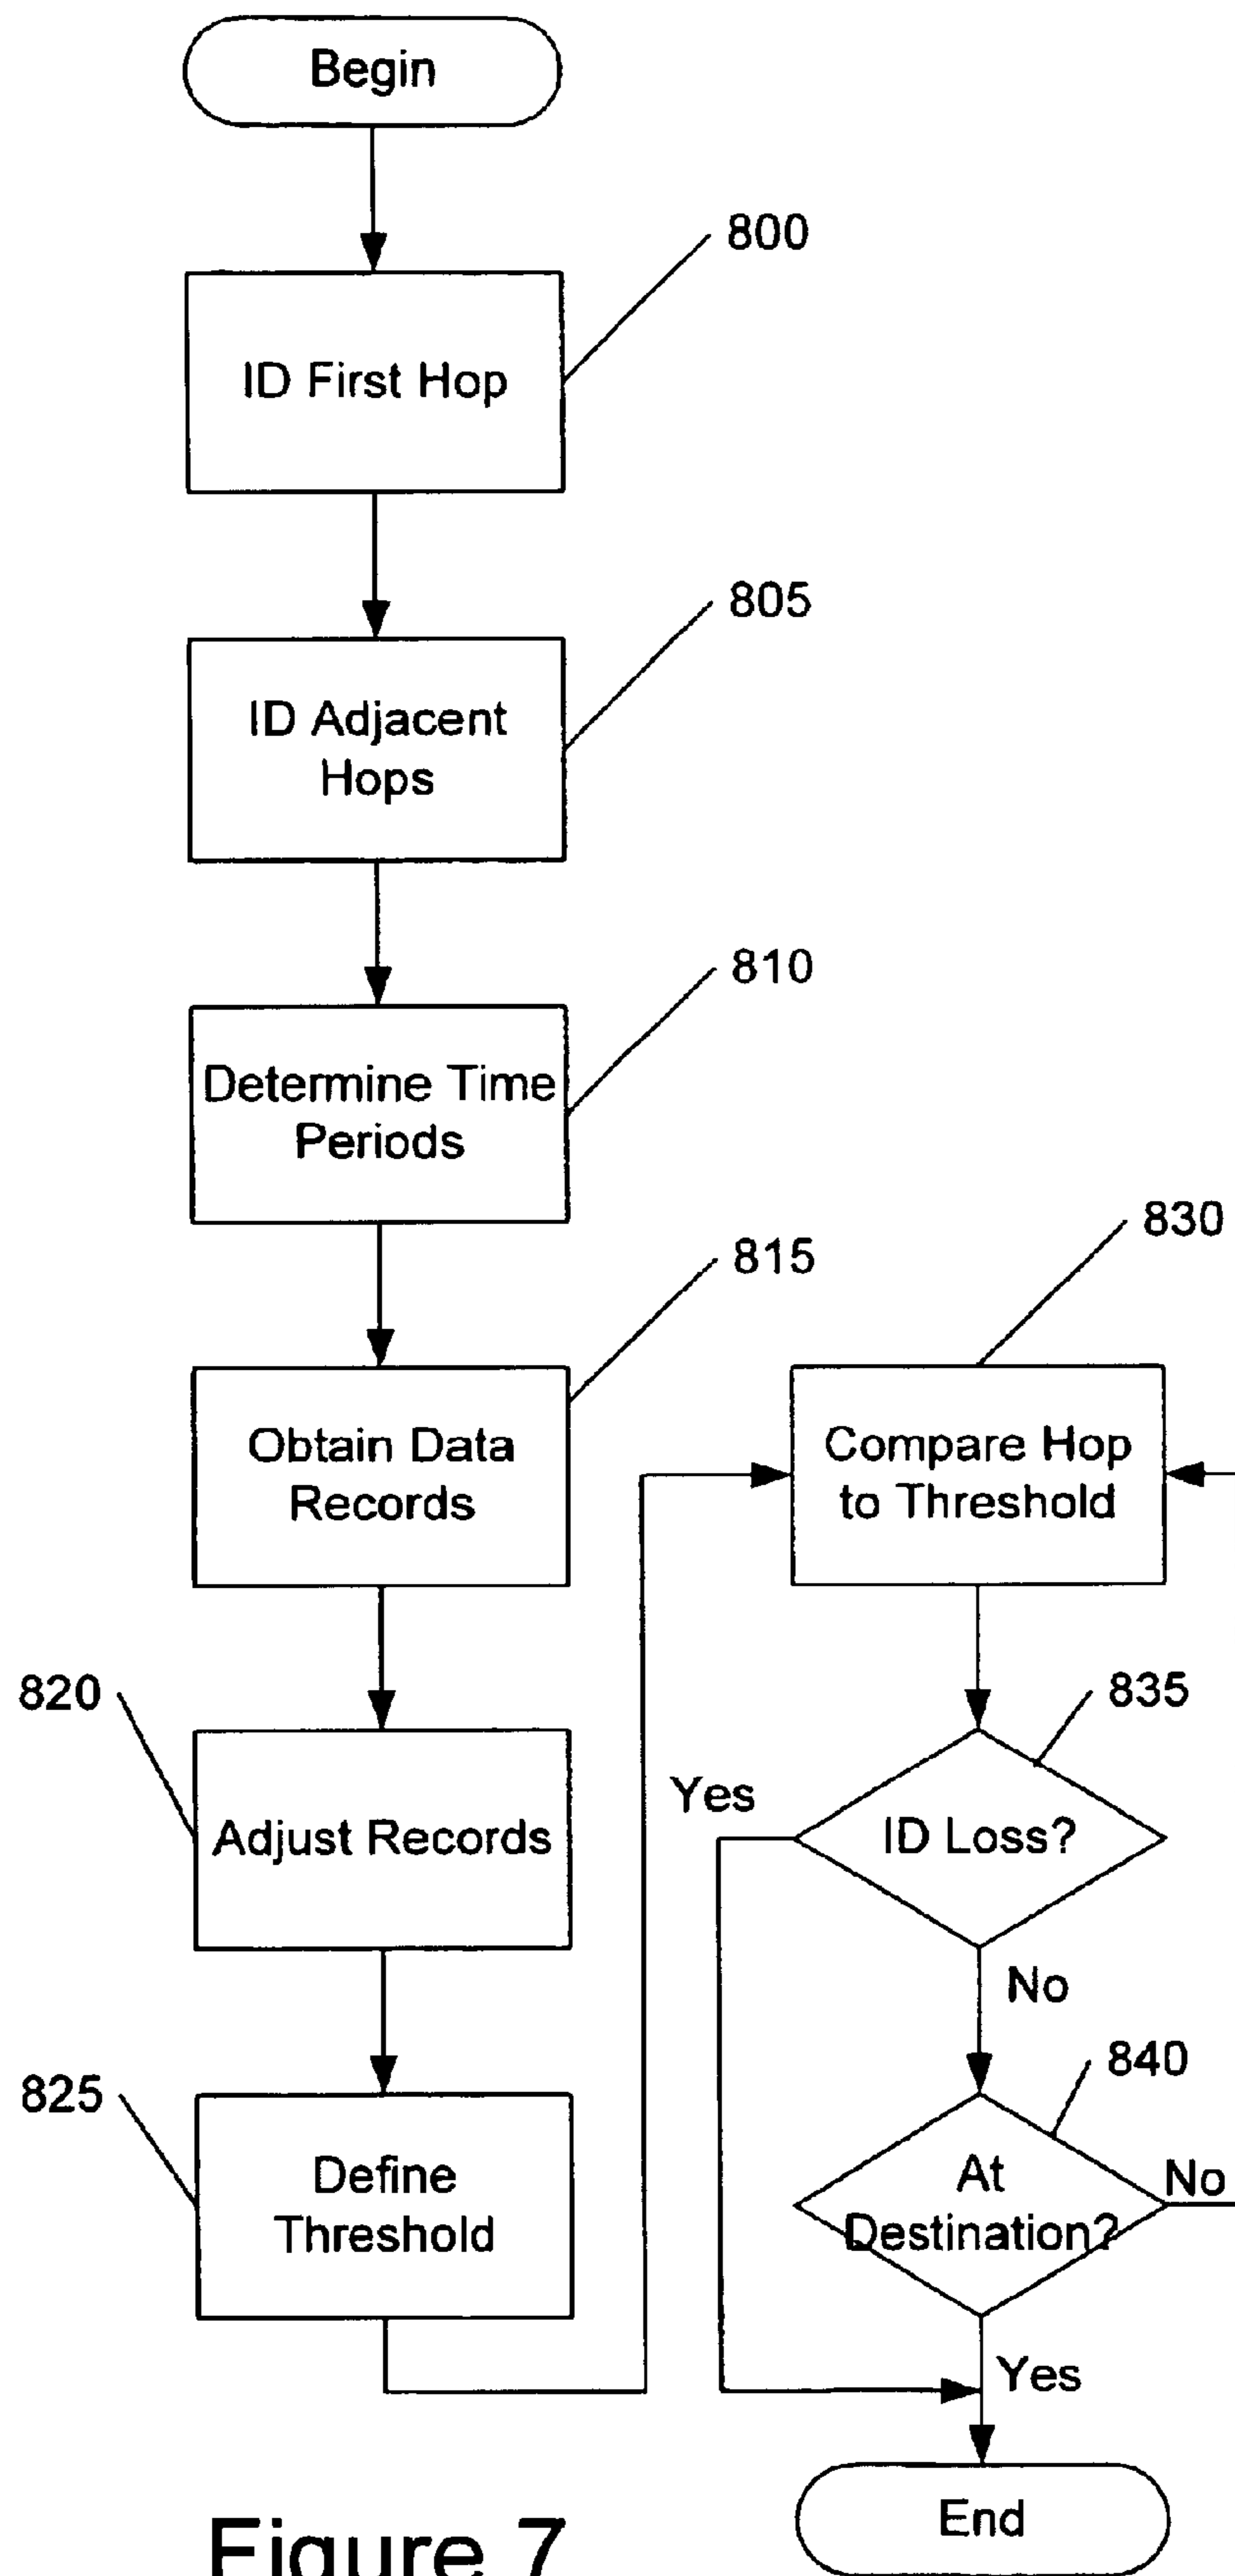 Begin
800
ID First Hop
805
ID Adjacent
Hops
810
Determine Time
Periods
815
Obtain Data
Records
820
Adjust Records
825
Define
Threshold
830
Compare Hop
to Threshold
835
ID Loss?
Yes
No
840
At
Destination?
No
Yes
End
Figure 7